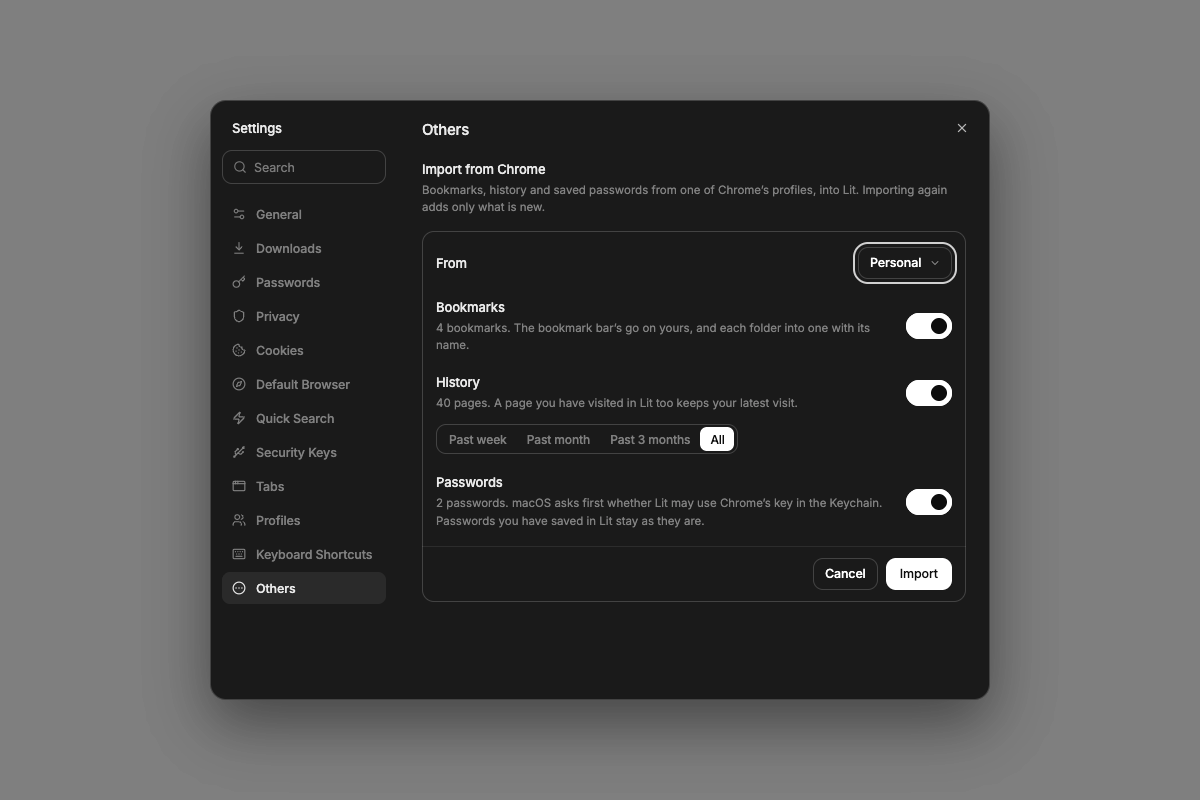 Settings
Search
General
Downloads
Passwords
Privacy
Cookies
Default Browser
Quick Search
Security Keys
Tabs
Profiles
Keyboard Shortcuts
Others
Others
Import from Chrome
Bookmarks, history and saved passwords from one of Chrome’s profiles, into Lit. Importing again
adds only what is new.
From
Personal
Bookmarks
4 bookmarks. The bookmark bar’s go on yours, and each folder into one with its
name.
History
40 pages. A page you have visited in Lit too keeps your latest visit.
Past week Past month Past 3 months All
Passwords
2 passwords. macOS asks first whether Lit may use Chrome’s key in the Keychain.
Passwords you have saved in Lit stay as they are.
Cancel Import